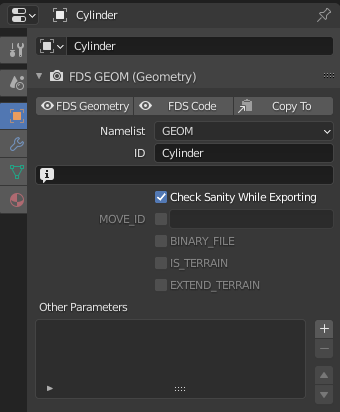 Cylinder
Cylinder
FDS GEOM (Geometry)
FDS Geometry FDS Code Copy To
Namelist GEOM
ID Cylinder
Check Sanity While Exporting
MOVE_ID
BINARY_FILE
IS_TERRAIN
EXTEND_TERRAIN
Other Parameters